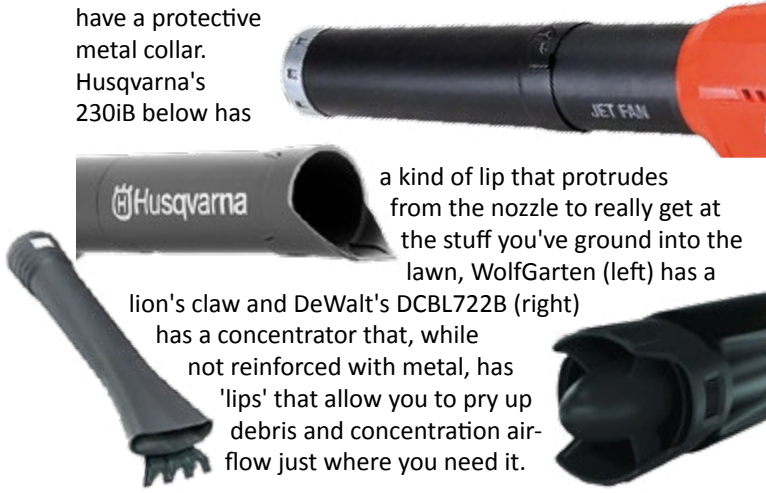 have a protective
metal collar.
Husqvarna's
230iB below has
JET FAN
Husqvarna
a kind of lip that protrudes
from the nozzle to really get at
the stuff you've ground into the
lawn, WolfGarten (left) has a
lion's claw and DeWalt's DCBL722B (right)
has a concentrator that, while
not reinforced with metal, has
'lips' that allow you to pry up
debris and concentration air-
flow just where you need it.